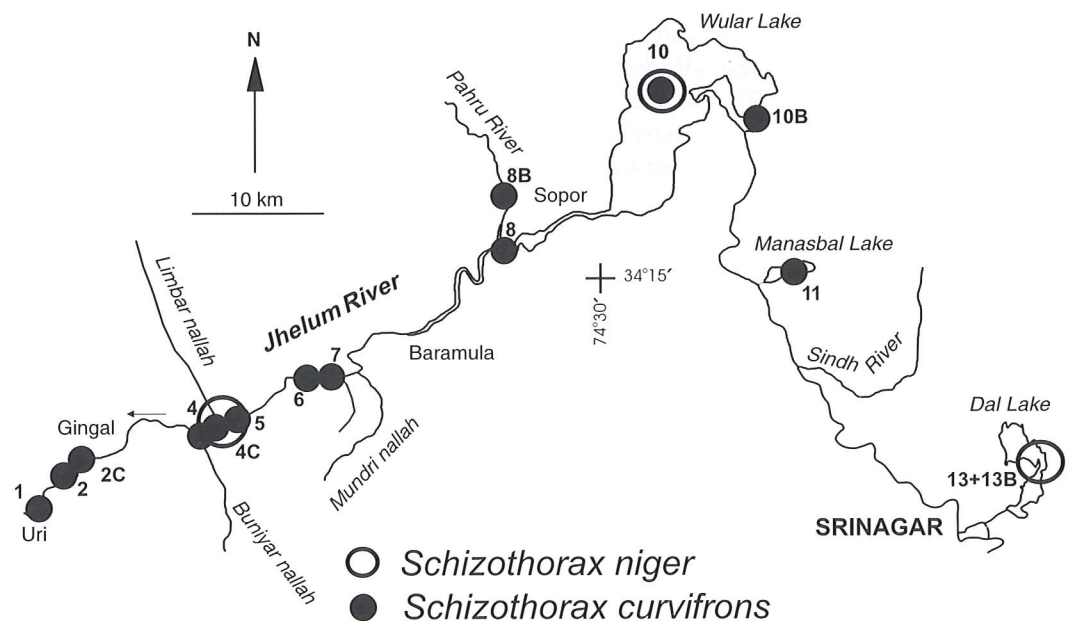 Wular Lake
N
10
Pahru River
10B
8B
Sopor
10 km
8
Manasbal Lake
34°15′
74°30′
11
Limbar nallah
Jhelum River
Baramula
7
6
Sindh River
Dal Lake
4
5
4C
Gingal
2C
2
1
Uri
Mundri nallah
Buniyar nallah
13+13B
SRINAGAR
Schizothorax niger
Schizothorax curvifrons